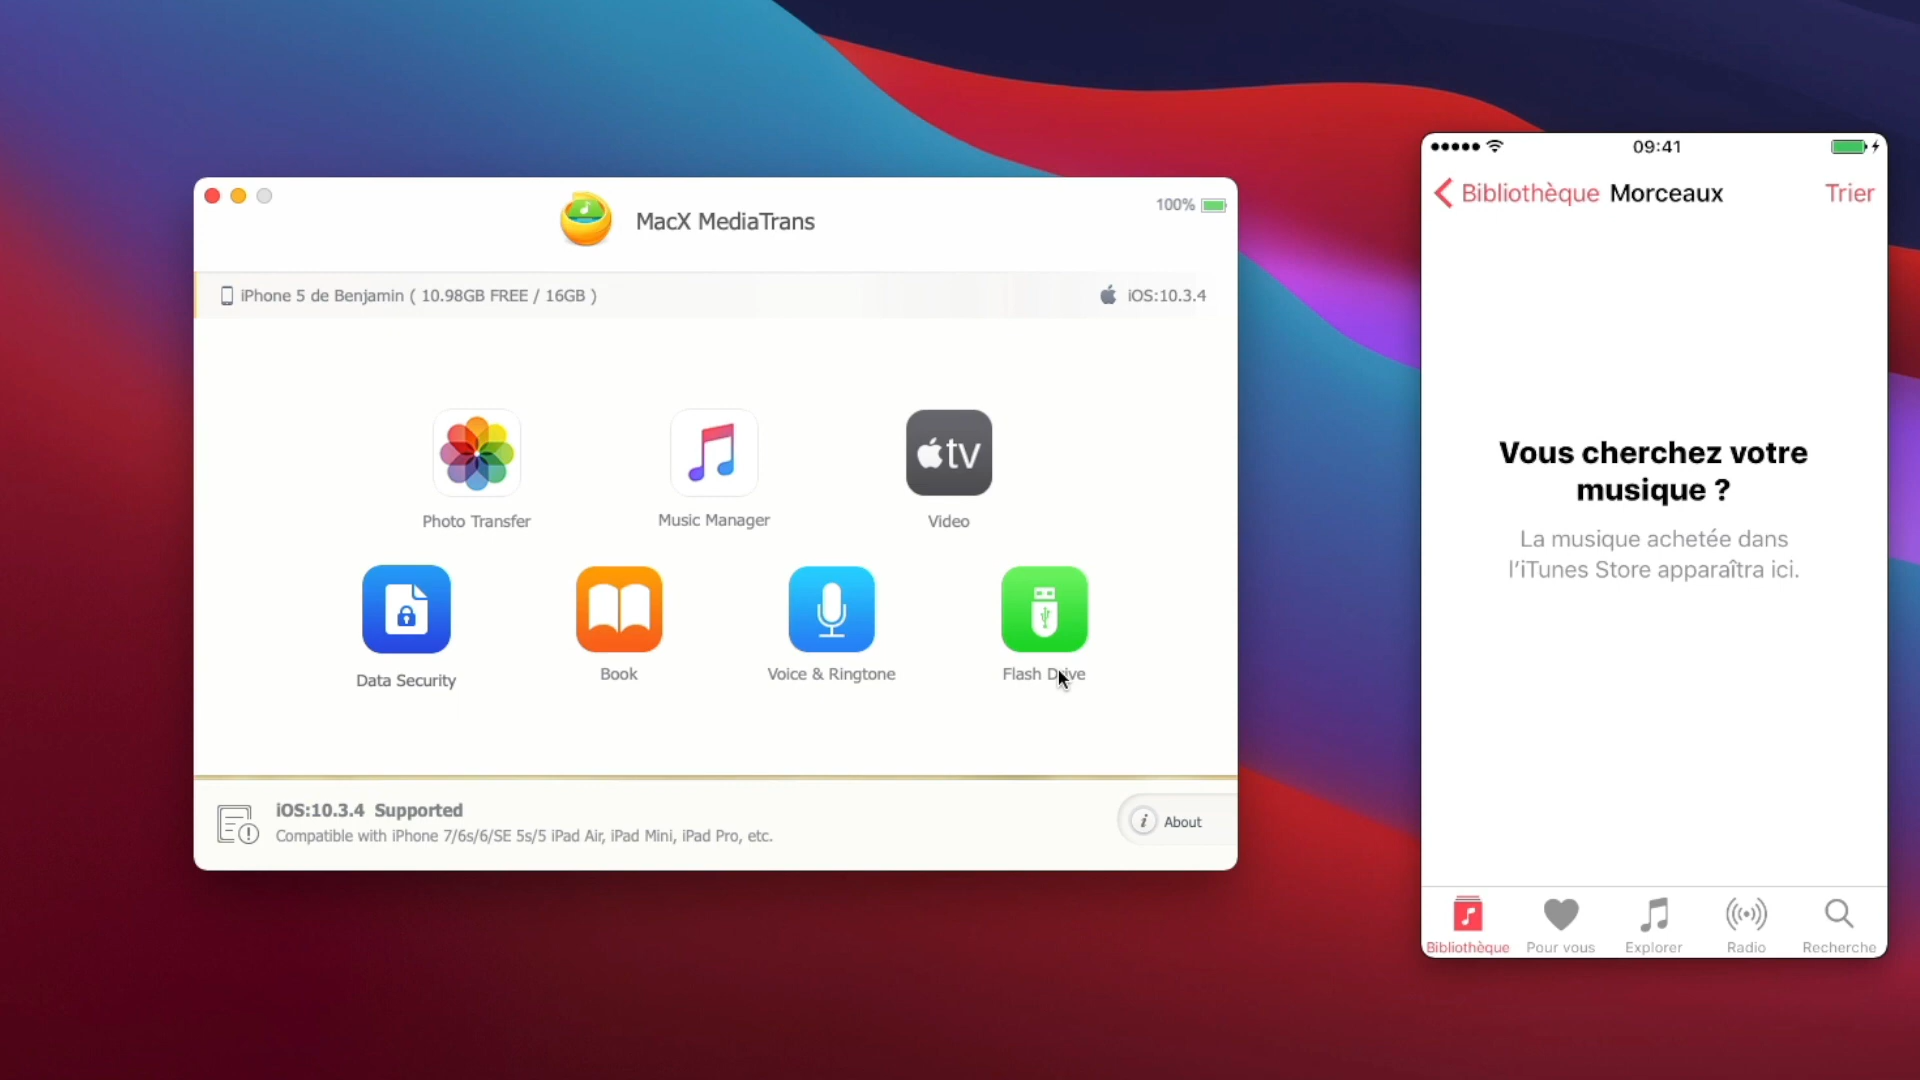 MacX MediaTrans
100%
iPhone 5 de Benjamin ( 10.98GB FREE / 16GB )
iOS:10.3.4
tv
Photo Transfer
Music Manager
Video
Data Security
Book
Voice & Ringtone
Flash Drive
iOS:10.3.4 Supported
Compatible with iPhone 7/6s/6/SE 5s/5 iPad Air, iPad Mini, iPad Pro, etc.
i About
09:41
Bibliothèque Morceaux Trier
Vous cherchez votre
musique ?
La musique achetée dans
l’iTunes Store apparaîtra ici.
Bibliothèque Pour vous Explorer Radio Recherche